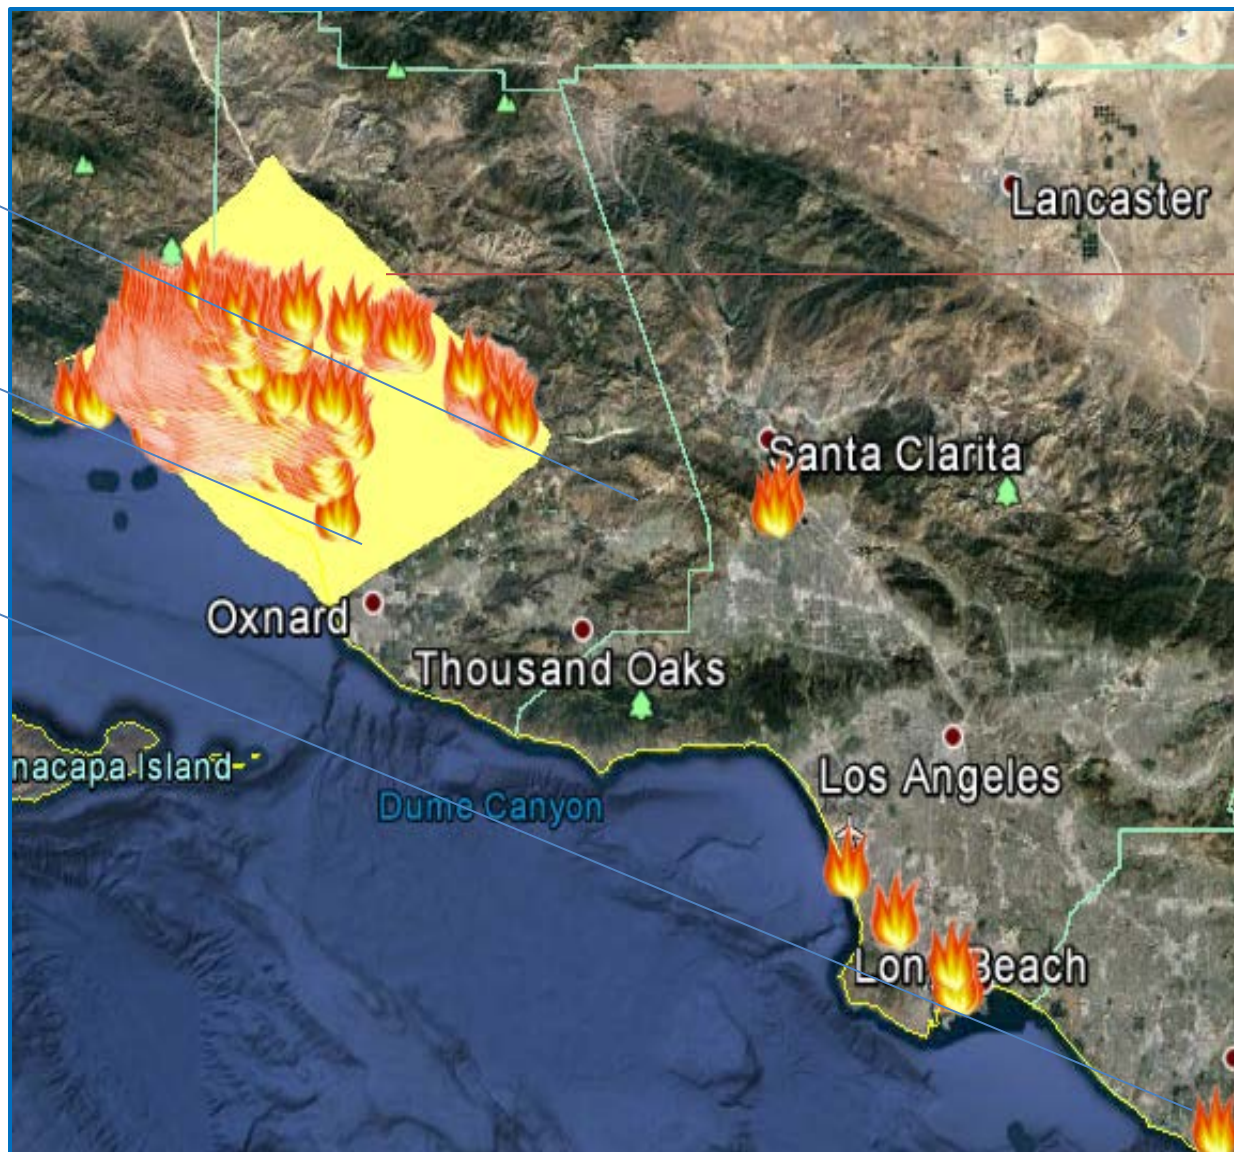 Lancaster
Santa Clarita
Oxnard
Thousand Oaks
nacapa Island
Dume Canyon
Los Angeles
Lon Beach